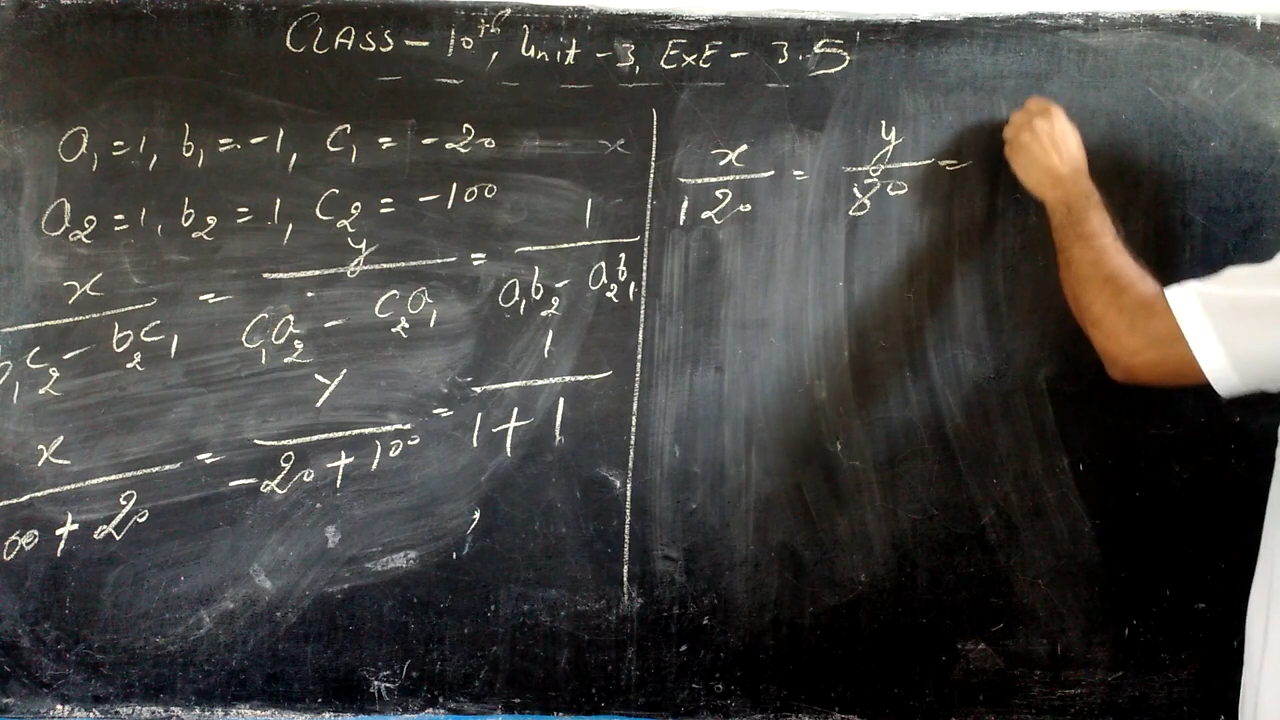 CLASS - 10th, Unit - 3, EXE - 3.5
a₁ = 1, b₁ = -1, c₁ = -20
a₂ = 1, b₂ = 1, c₂ = -100
x / b₁c₂ - b₂c₁ = y / c₁a₂ - c₂a₁ = 1 / a₁b₂ - a₂b₁
x / 00 + 20 = y / -20 + 100 = 1 / 1 + 1
x / 120 = y / 80 =